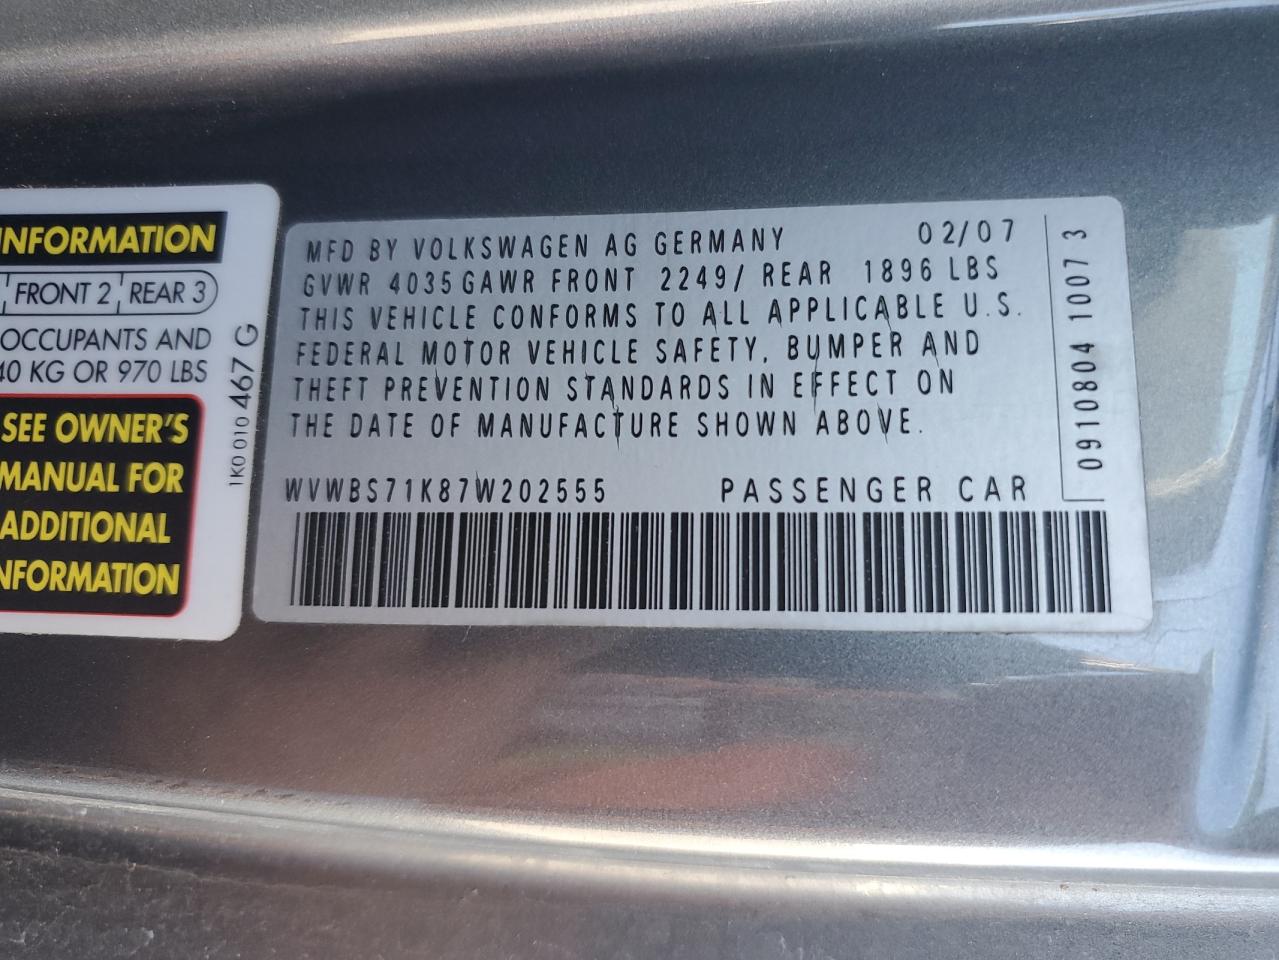 INFORMATION
FRONT 2 REAR 3
OCCUPANTS AND
KG OR 970 LBS
SEE OWNER'S
MANUAL FOR
ADDITIONAL
INFORMATION
1K0 010 467 G
MFD BY VOLKSWAGEN AG GERMANY 02/07
GVWR 4035 GAWR FRONT 2249/ REAR 1896 LBS
THIS VEHICLE CONFORMS TO ALL APPLICABLE U.S.
FEDERAL MOTOR VEHICLE SAFETY, BUMPER AND
THEFT PREVENTION STANDARDS IN EFFECT ON
THE DATE OF MANUFACTURE SHOWN ABOVE.
WVWBS71K87W202555 PASSENGER CAR
0910804 1007 3